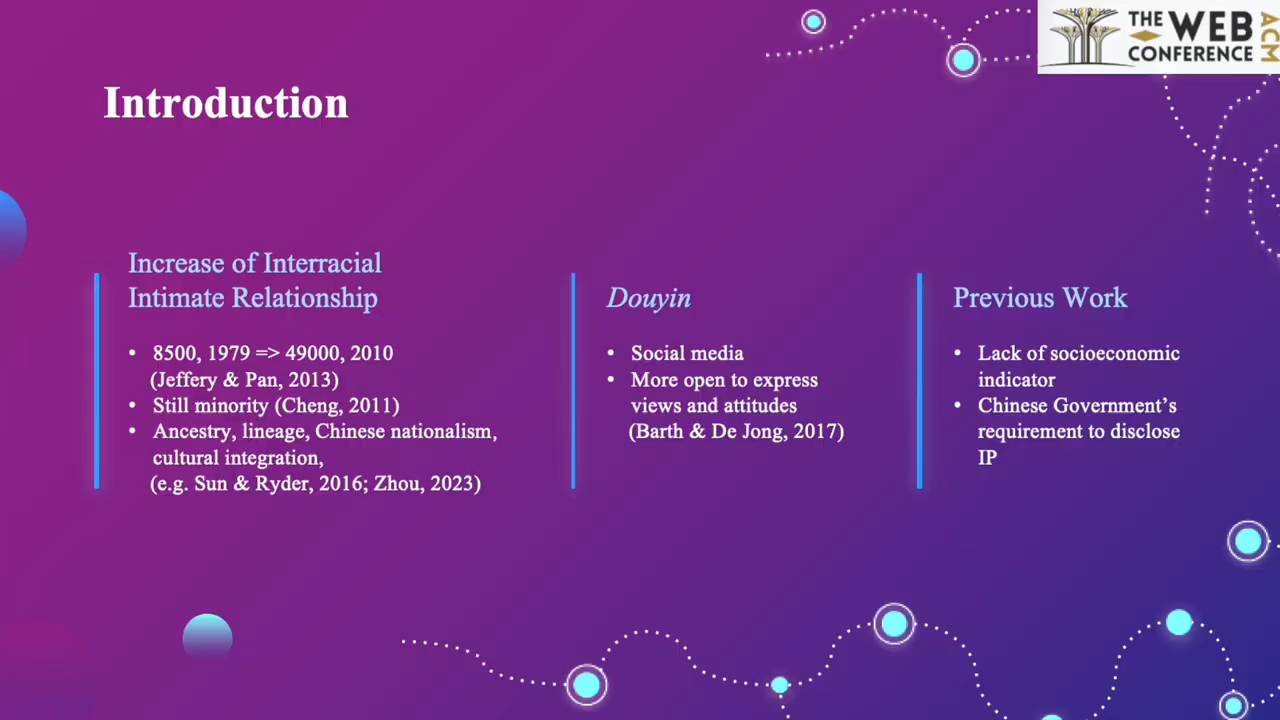 THE WEB
CONFERENCE
ACM
Introduction
Increase of Interracial
Intimate Relationship
• 8500, 1979 => 49000, 2010
(Jeffery & Pan, 2013)
• Still minority (Cheng, 2011)
• Ancestry, lineage, Chinese nationalism,
cultural integration,
(e.g. Sun & Ryder, 2016; Zhou, 2023)
Douyin
• Social media
• More open to express
views and attitudes
(Barth & De Jong, 2017)
Previous Work
• Lack of socioeconomic
indicator
• Chinese Government’s
requirement to disclose
IP